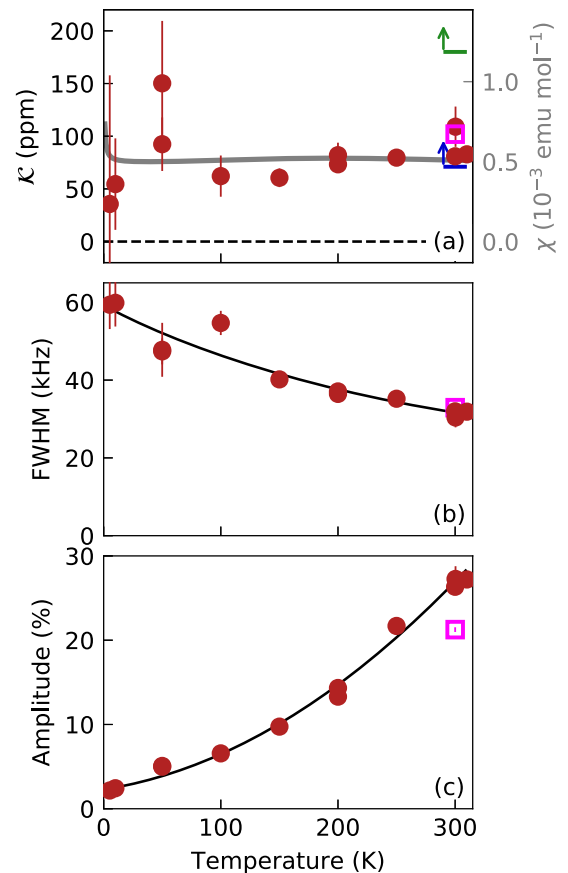 200
150
100
50
0
𝒦 (ppm)
1.0
0.5
0.0
χ (10⁻³ emu mol⁻¹)
(a)
60
40
20
0
FWHM (kHz)
(b)
30
20
10
0
Amplitude (%)
(c)
0 100 200 300
Temperature (K)